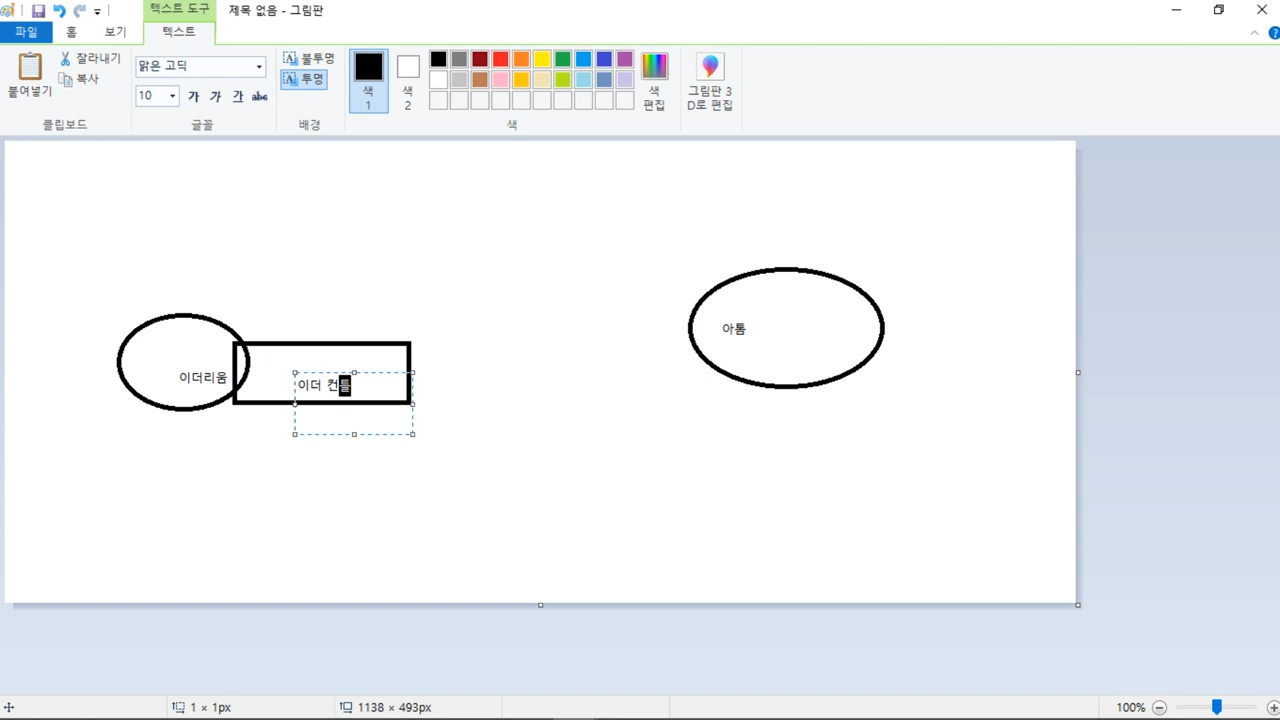 텍스트 도구
제목 없음 - 그림판
파일
홈
보기
텍스트
붙여넣기
잘라내기
복사
클립보드
맑은 고딕
10
가 가 가 abc
글꼴
불투명
투명
배경
색
1
색
2
색
편집
색
그림판 3
D로 편집
아톰
이더리움
이더 컨틀
1 × 1px
1138 × 493px
100%